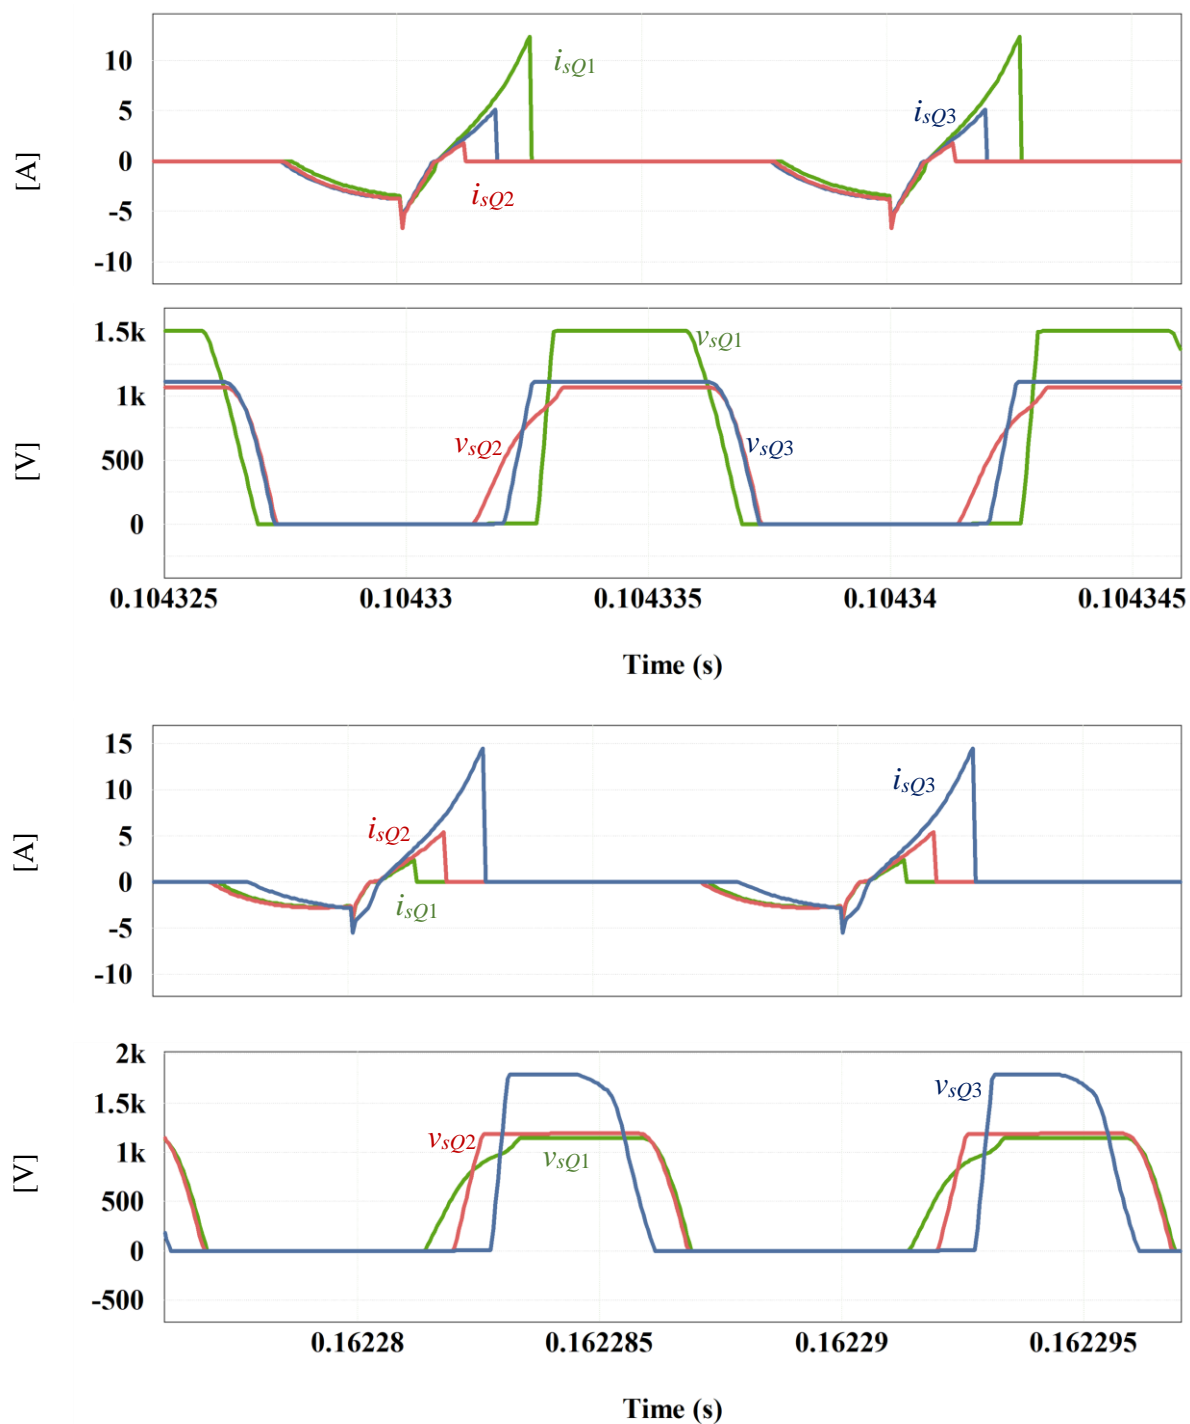 10
5
0
-5
-10
[A]
isQ1
isQ3
isQ2
1.5k
1k
500
0
[V]
vsQ1
vsQ2
vsQ3
0.104325 0.10433 0.104335 0.10434 0.104345
Time (s)
15
10
5
0
-5
-10
[A]
isQ3
isQ2
isQ1
2k
1.5k
1k
500
0
-500
[V]
vsQ3
vsQ2
vsQ1
0.16228 0.162285 0.16229 0.162295
Time (s)